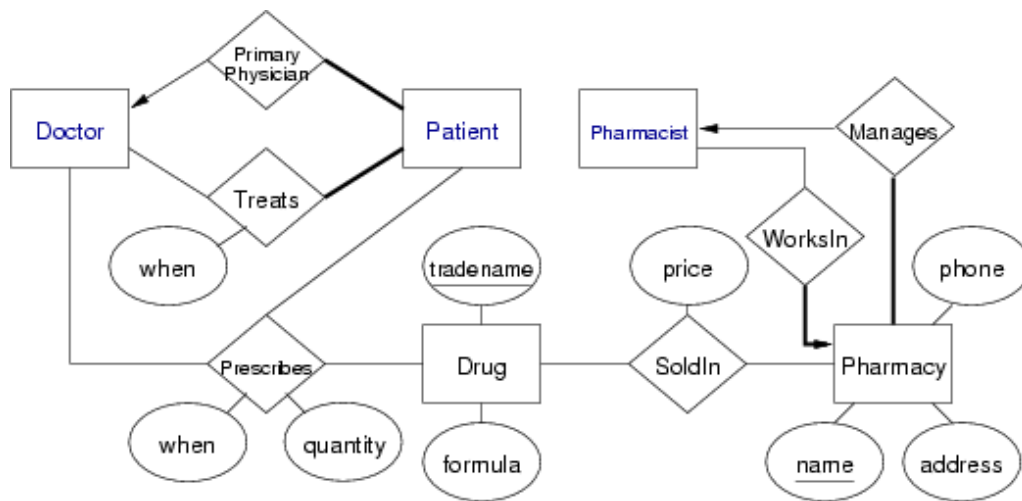 Primary
Physician
Doctor
Patient
Pharmacist
Manages
Treats
WorksIn
when
tradename
price
phone
Prescribes
Drug
SoldIn
Pharmacy
when
quantity
formula
name
address